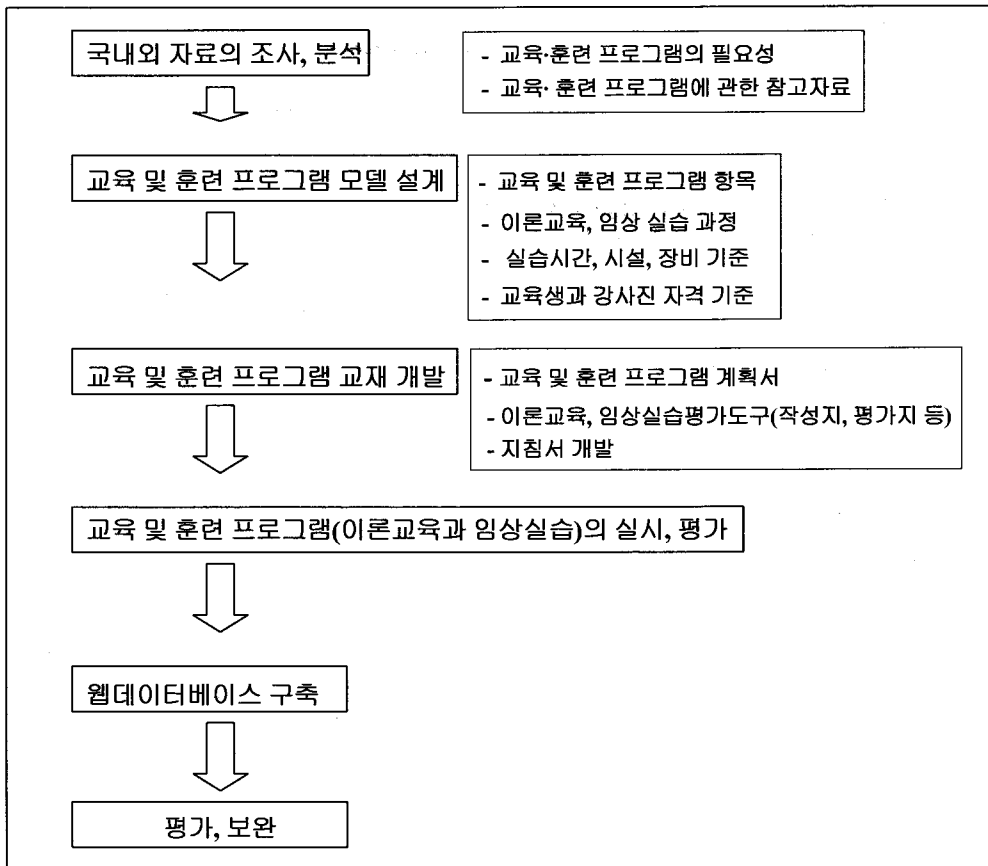 국내외 자료의 조사, 분석
- 교육·훈련 프로그램의 필요성
- 교육· 훈련 프로그램에 관한 참고자료
교육 및 훈련 프로그램 모델 설계
- 교육 및 훈련 프로그램 항목
- 이론교육, 임상 실습 과정
- 실습시간, 시설, 장비 기준
- 교육생과 강사진 자격 기준
교육 및 훈련 프로그램 교재 개발
- 교육 및 훈련 프로그램 계획서
- 이론교육, 임상실습평가도구(작성지, 평가지 등)
- 지침서 개발
교육 및 훈련 프로그램(이론교육과 임상실습)의 실시, 평가
웹데이터베이스 구축
평가, 보완